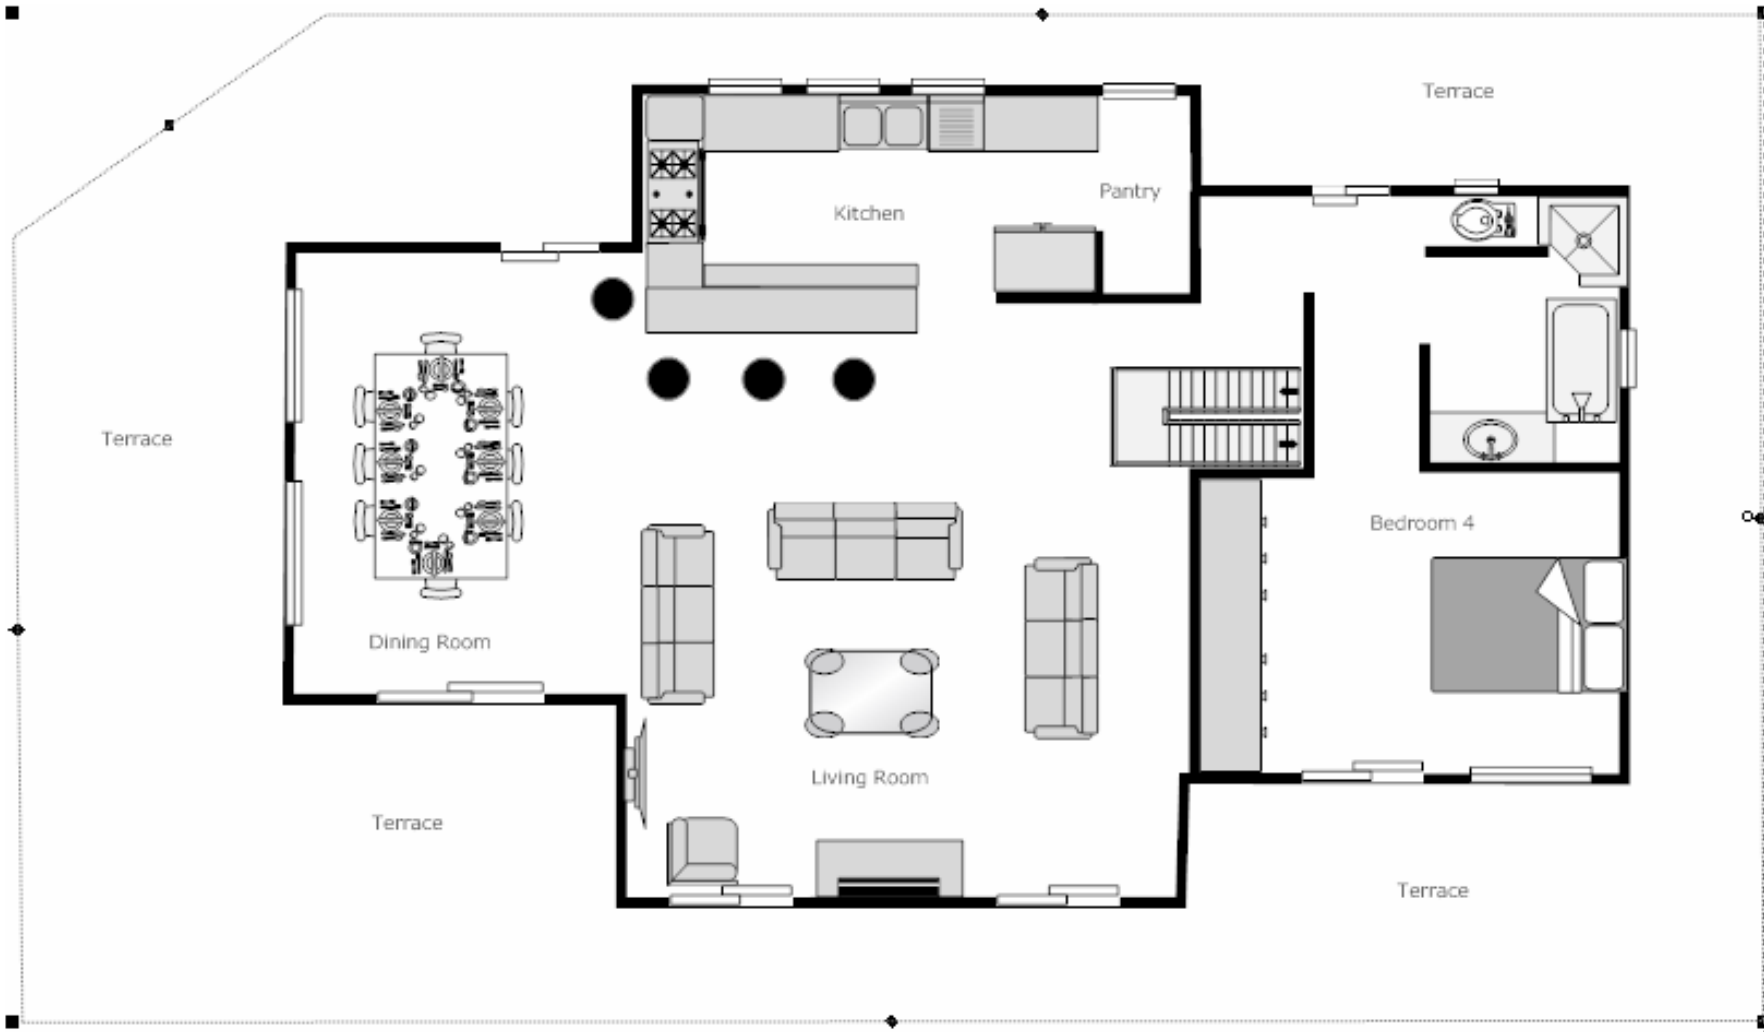 Terrace
Pantry
Kitchen
Terrace
Bedroom 4
Dining Room
Living Room
Terrace
Terrace